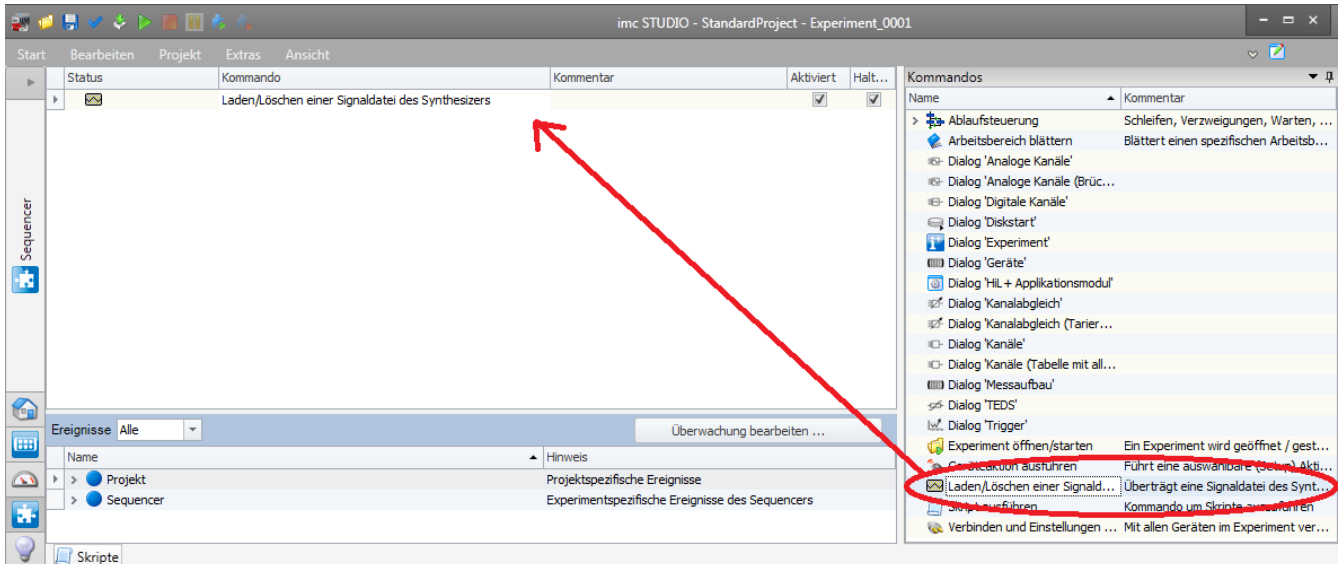 imc STUDIO - StandardProject - Experiment_0001
Start Bearbeiten Projekt Extras Ansicht
Status Kommando Kommentar Aktiviert Halt...
Laden/Löschen einer Signaldatei des Synthesizers
Sequencer
Kommandos
Name Kommentar
Ablaufsteuerung Schleifen, Verzweigungen, Warten, ...
Arbeitsbereich blättern Blättert einen spezifischen Arbeitsb...
Dialog 'Analoge Kanäle'
Dialog 'Analoge Kanäle (Brüc...
Dialog 'Digitale Kanäle'
Dialog 'Diskstart'
Dialog 'Experiment'
Dialog 'Geräte'
Dialog 'HiL+ Applikationsmodul'
Dialog 'Kanalabgleich'
Dialog 'Kanalabgleich (Tarier...
Dialog 'Kanäle'
Dialog 'Kanäle (Tabelle mit all...
Dialog 'Messaufbau'
Dialog 'TEDS'
Dialog 'Trigger'
Experiment öffnen/starten Ein Experiment wird geöffnet / gest...
Geräteaktion ausführen Führt eine auswählbare (Setup) Akti...
Laden/Löschen einer Signald... Überträgt eine Signaldatei des Synt...
Skript ausführen Kommando um Skripte auszuführen
Verbinden und Einstellungen ... Mit allen Geräten im Experiment ver...
Ereignisse Alle Überwachung bearbeiten ...
Name Hinweis
Projekt Projektspezifische Ereignisse
Sequencer Experimentspezifische Ereignisse des Sequencers
Skripte